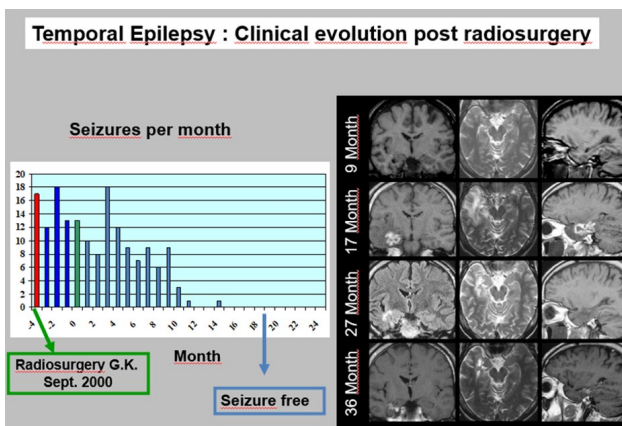 Temporal Epilepsy : Clinical evolution post radiosurgery
Seizures per month
20
18
16
14
12
10
8
6
4
2
0
-4 -2 0 2 4 6 8 10 12 14 16 18 20 22 24
Month
Radiosurgery G.K.
Sept. 2000
Seizure free
9 Month
17 Month
27 Month
36 Month